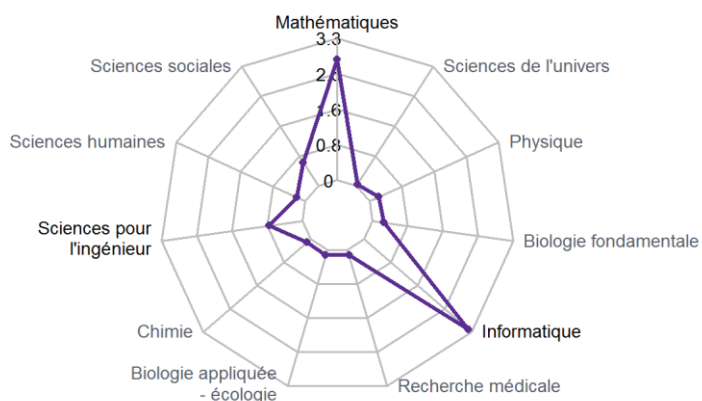 Mathématiques
3.3
Sciences sociales
Sciences de l'univers
1.6
Sciences humaines
Physique
0.8
0
Sciences pour
l'ingénieur
Biologie fondamentale
Chimie
Informatique
Biologie appliquée
- écologie
Recherche médicale